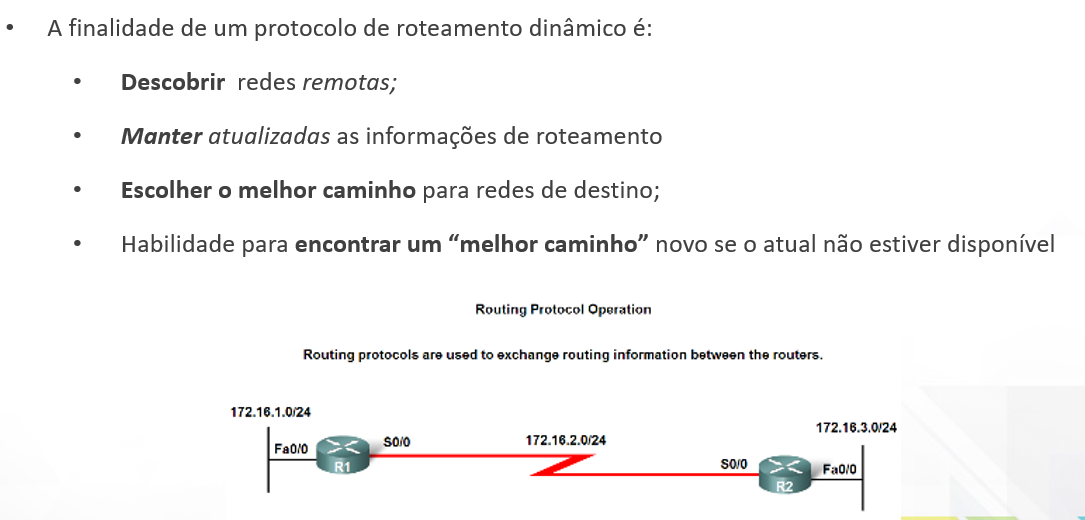 • A finalidade de um protocolo de roteamento dinâmico é:
• Descobrir redes remotas;
• Manter atualizadas as informações de roteamento
• Escolher o melhor caminho para redes de destino;
• Habilidade para encontrar um “melhor caminho” novo se o atual não estiver disponível
Routing Protocol Operation
Routing protocols are used to exchange routing information between the routers.
172.16.1.0/24
Fa0/0
R1
S0/0
172.16.2.0/24
S0/0
R2
172.16.3.0/24
Fa0/0